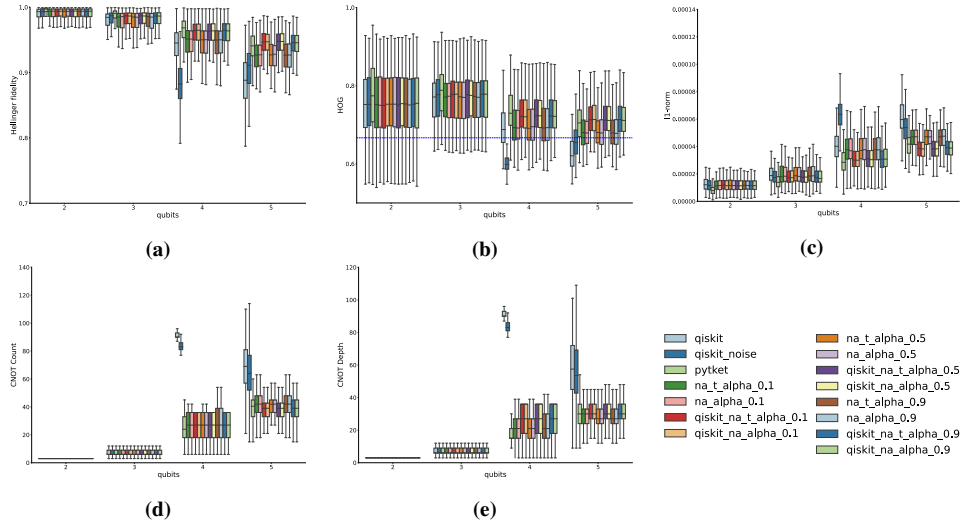 Hellinger fidelity
1,0
0,9
0,8
0,7
2
3
4
5
qubits
(a)
HOG
1.0
0.8
0.6
2
3
4
5
qubits
(b)
l1-norm
0.00014
0.00012
0.00010
0.00008
0.00006
0.00004
0.00002
0.00000
2
3
4
5
qubits
(c)
CNOT Count
140
120
100
80
60
40
20
0
2
3
4
5
qubits
(d)
CNOT Depth
120
100
80
60
40
20
0
2
3
4
5
qubits
(e)
qiskit
qiskit_noise
pytket
na_t_alpha_0.1
na_alpha_0.1
qiskit_na_t_alpha_0.1
qiskit_na_alpha_0.1
na_t_alpha_0.5
na_alpha_0.5
qiskit_na_t_alpha_0.5
qiskit_na_alpha_0.5
na_t_alpha_0.9
na_alpha_0.9
qiskit_na_t_alpha_0.9
qiskit_na_alpha_0.9